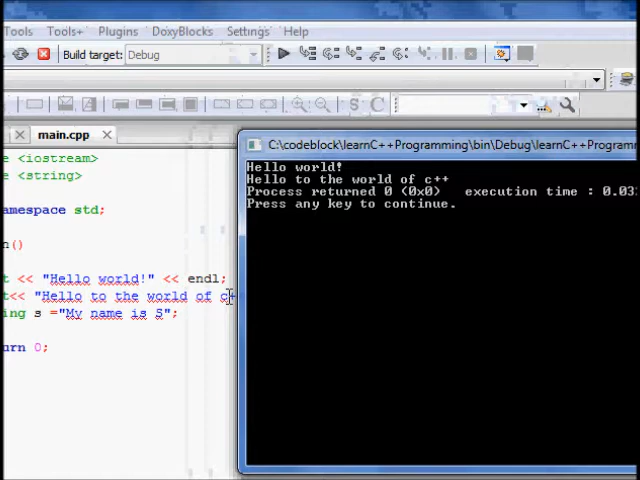 Tools Tools+ Plugins DoxyBlocks Settings Help
Build target: Debug
S C
main.cpp
C:\codeblock\learnC++Programming\bin\Debug\learnC++Programm
e <iostream>
e <string>
amespace std;
n()
t << "Hello world!" << endl;
t<< "Hello to the world of c+
ing s ="My name is S";
urn 0;
Hello world!
Hello to the world of c++
Process returned 0 (0x0) execution time : 0.03
Press any key to continue.